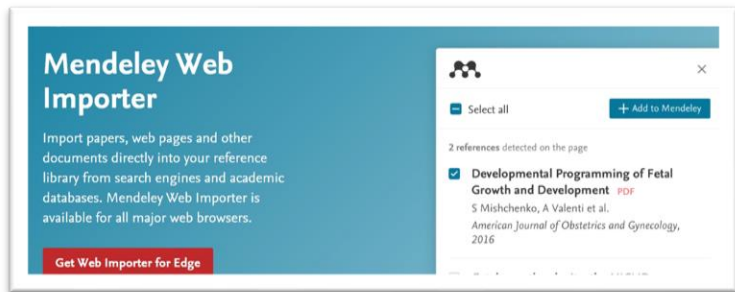 Mendeley Web
Importer
Import papers, web pages and other
documents directly into your reference
library from search engines and academic
databases. Mendeley Web Importer is
available for all major web browsers.
Get Web Importer for Edge
Select all
+ Add to Mendeley
2 references detected on the page
Developmental Programming of Fetal
Growth and Development PDF
S Mishchenko, A Valenti et al.
American Journal of Obstetrics and Gynecology,
2016